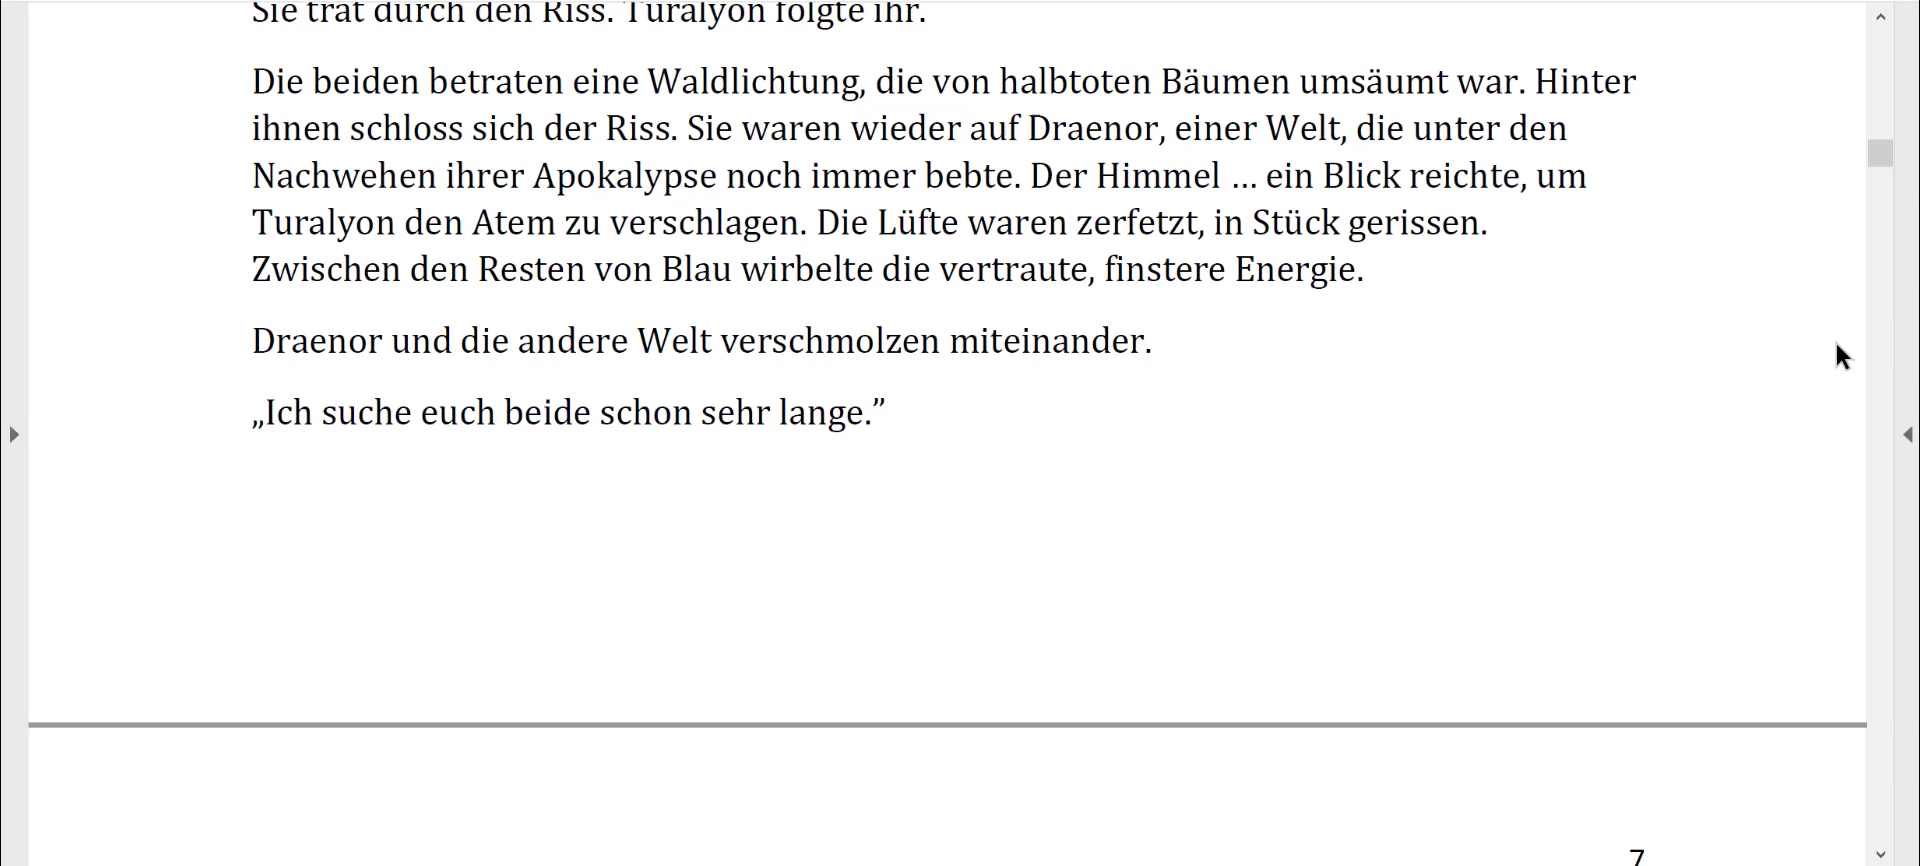 Sie trat durch den Riss. Turalyon folgte ihr.
Die beiden betraten eine Waldlichtung, die von halbtoten Bäumen umsäumt war. Hinter
ihnen schloss sich der Riss. Sie waren wieder auf Draenor, einer Welt, die unter den
Nachwehen ihrer Apokalypse noch immer bebte. Der Himmel … ein Blick reichte, um
Turalyon den Atem zu verschlagen. Die Lüfte waren zerfetzt, in Stück gerissen.
Zwischen den Resten von Blau wirbelte die vertraute, finstere Energie.
Draenor und die andere Welt verschmolzen miteinander.
„Ich suche euch beide schon sehr lange.”
7